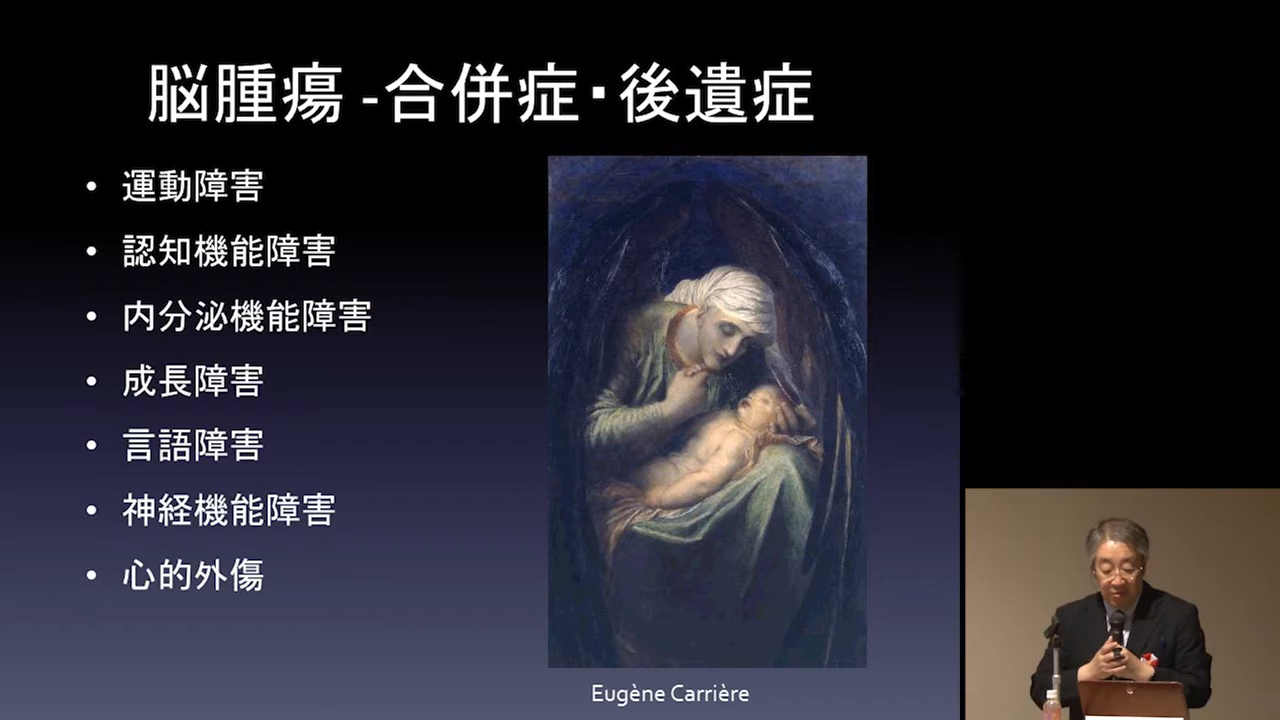 脳腫瘍 -合併症・後遺症
• 運動障害
• 認知機能障害
• 内分泌機能障害
• 成長障害
• 言語障害
• 神経機能障害
• 心的外傷
Eugène Carrière